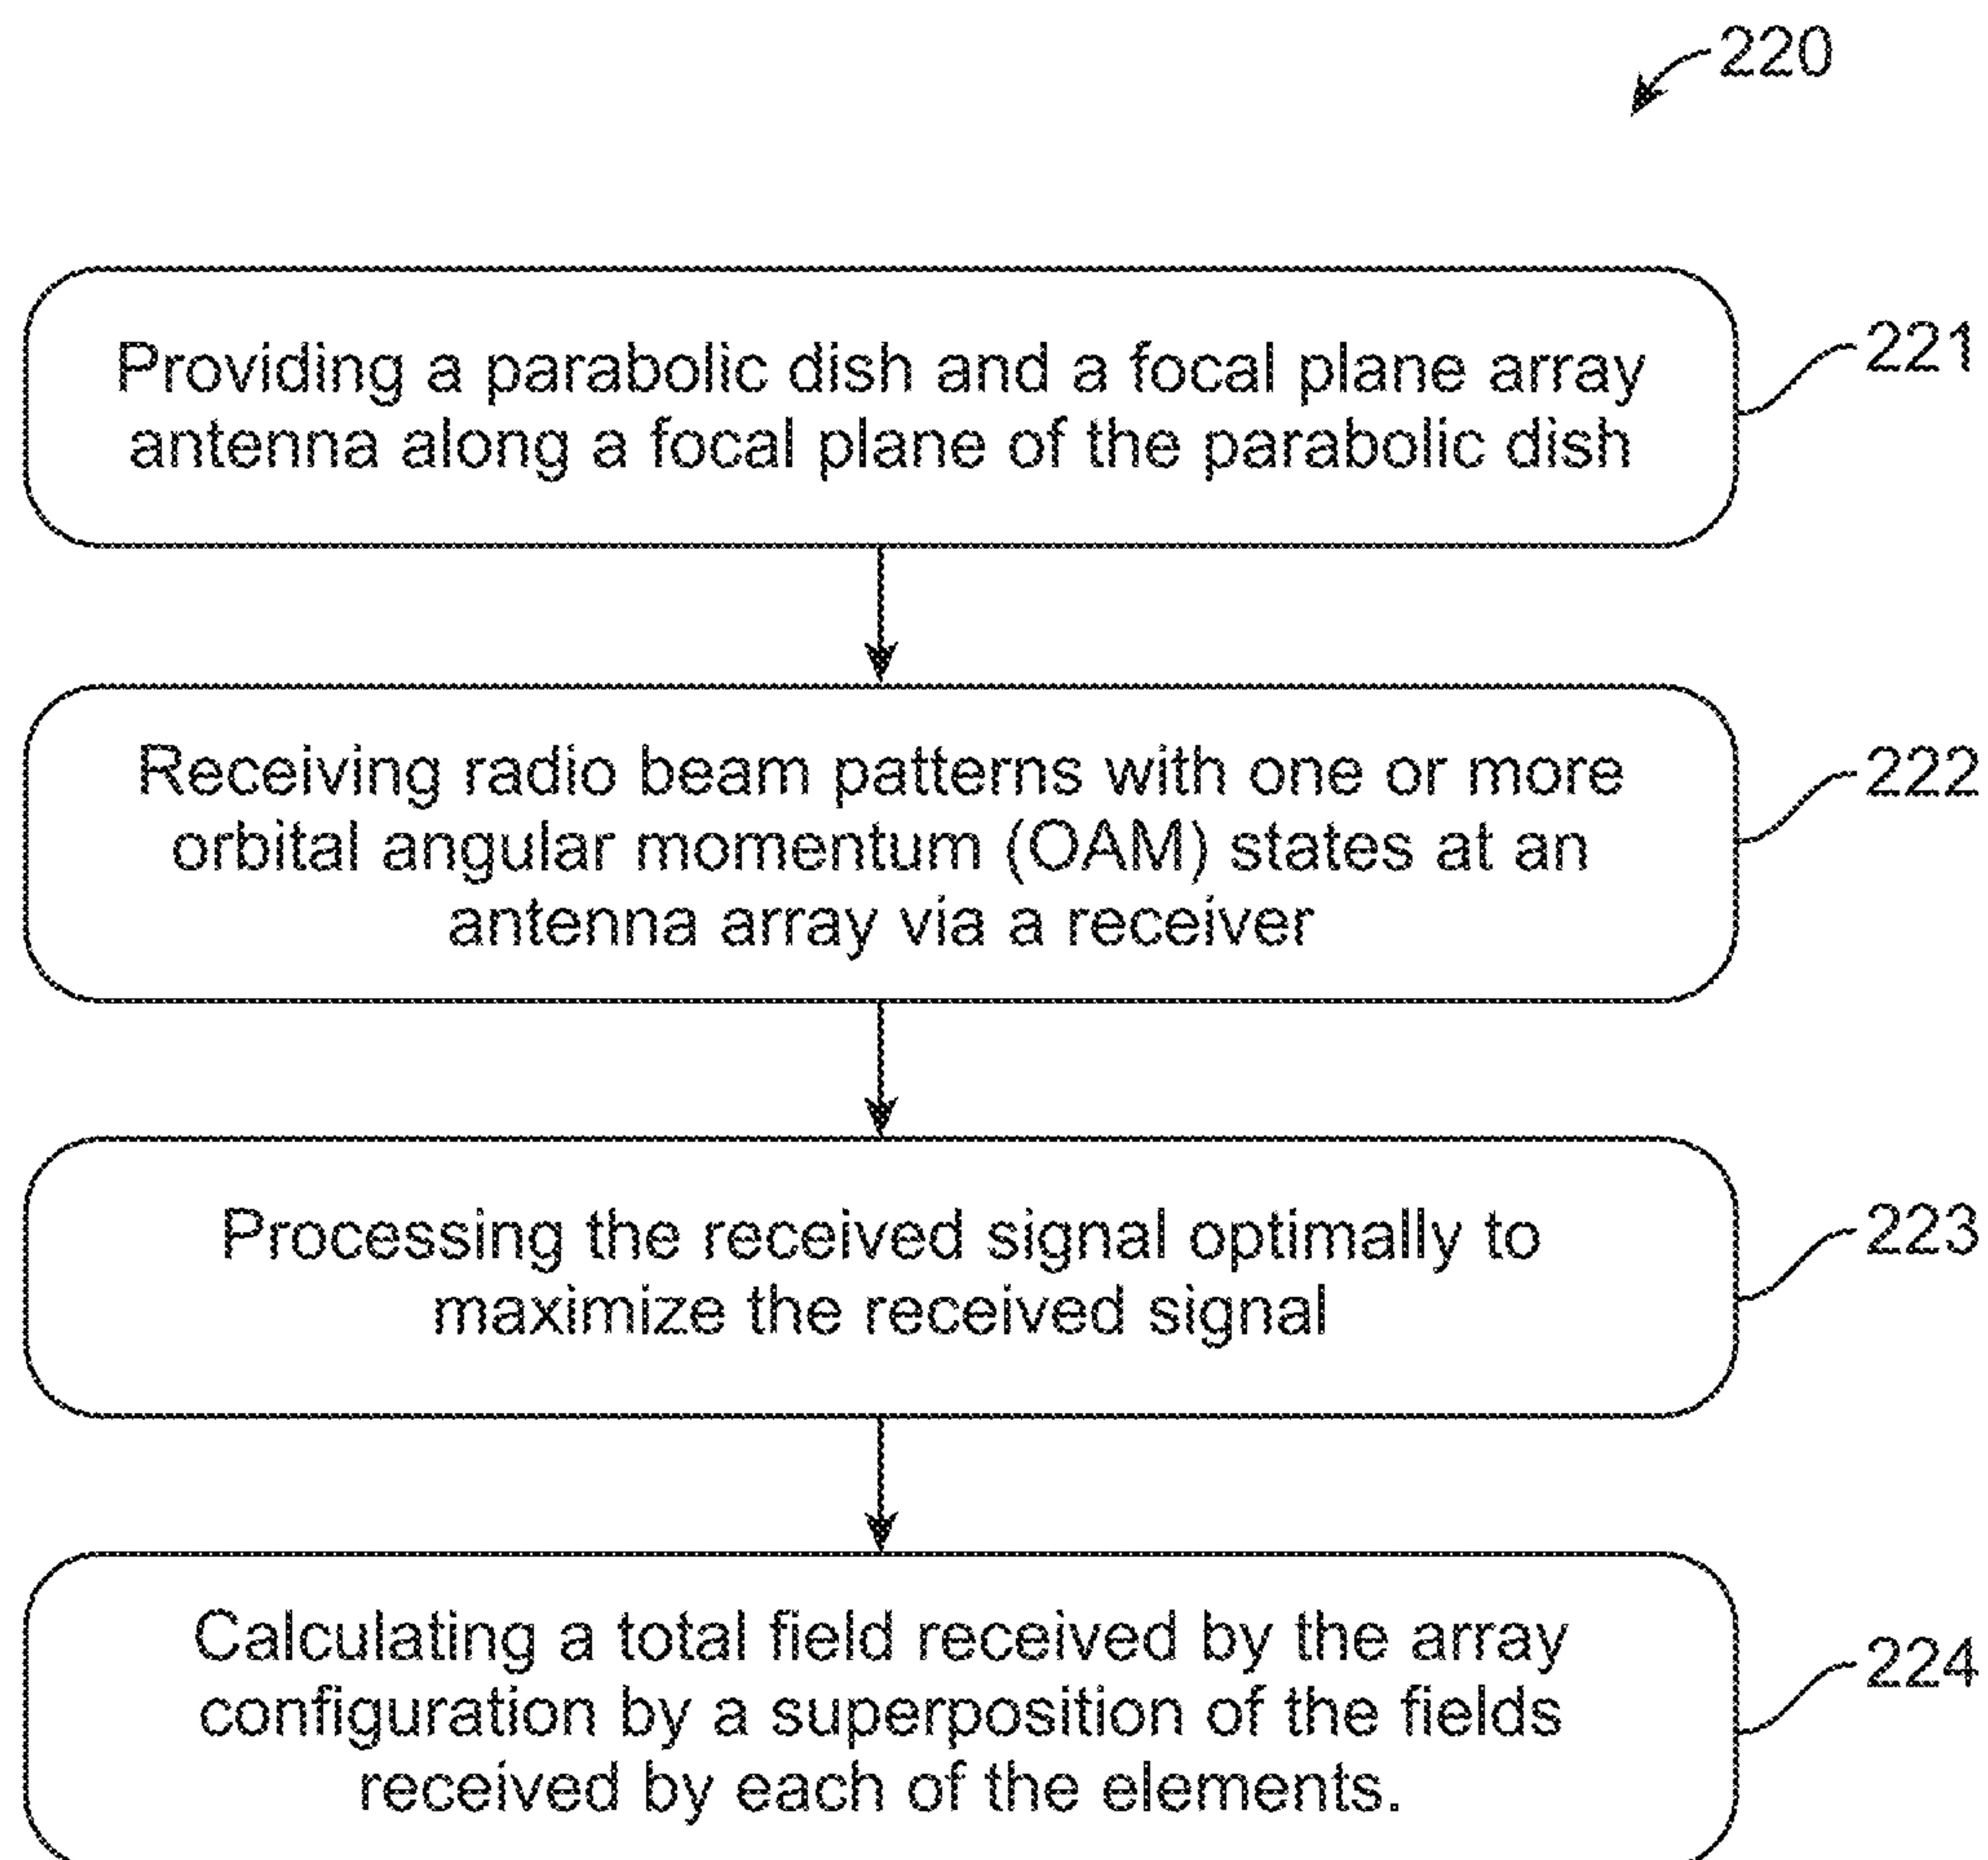 220
Providing a parabolic dish and a focal plane array
antenna along a focal plane of the parabolic dish
221
Receiving radio beam patterns with one or more
orbital angular momentum (OAM) states at an
antenna array via a receiver
222
Processing the received signal optimally to
maximize the received signal
223
Calculating a total field received by the array
configuration by a superposition of the fields
received by each of the elements.
224